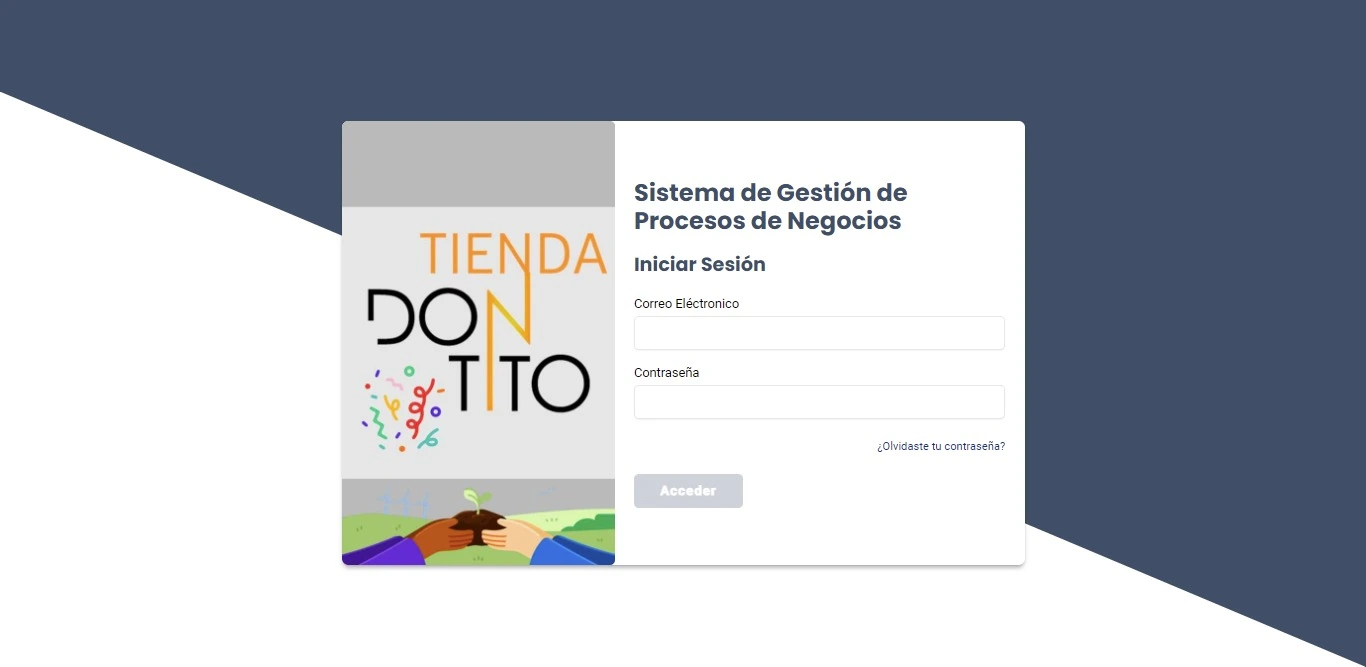 TIENDA
DON
TITO
Sistema de Gestión de
Procesos de Negocios
Iniciar Sesión
Correo Eléctronico
Contraseña
¿Olvidaste tu contraseña?
Acceder